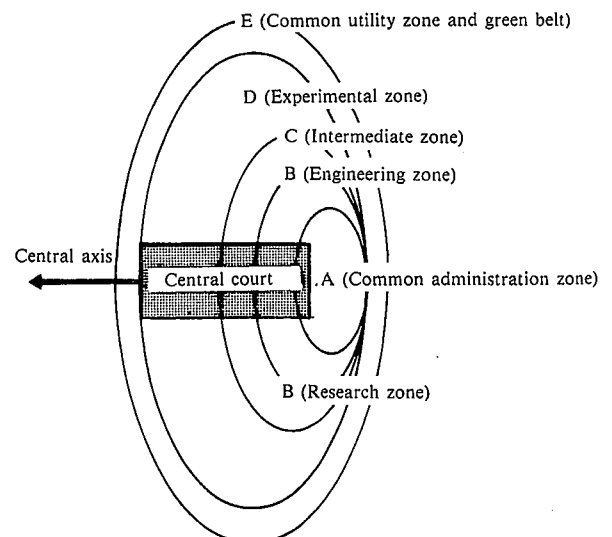 E (Common utility zone and green belt)
D (Experimental zone)
C (Intermediate zone)
B (Engineering zone)
Central axis
Central court
.A (Common administration zone)
B (Research zone)